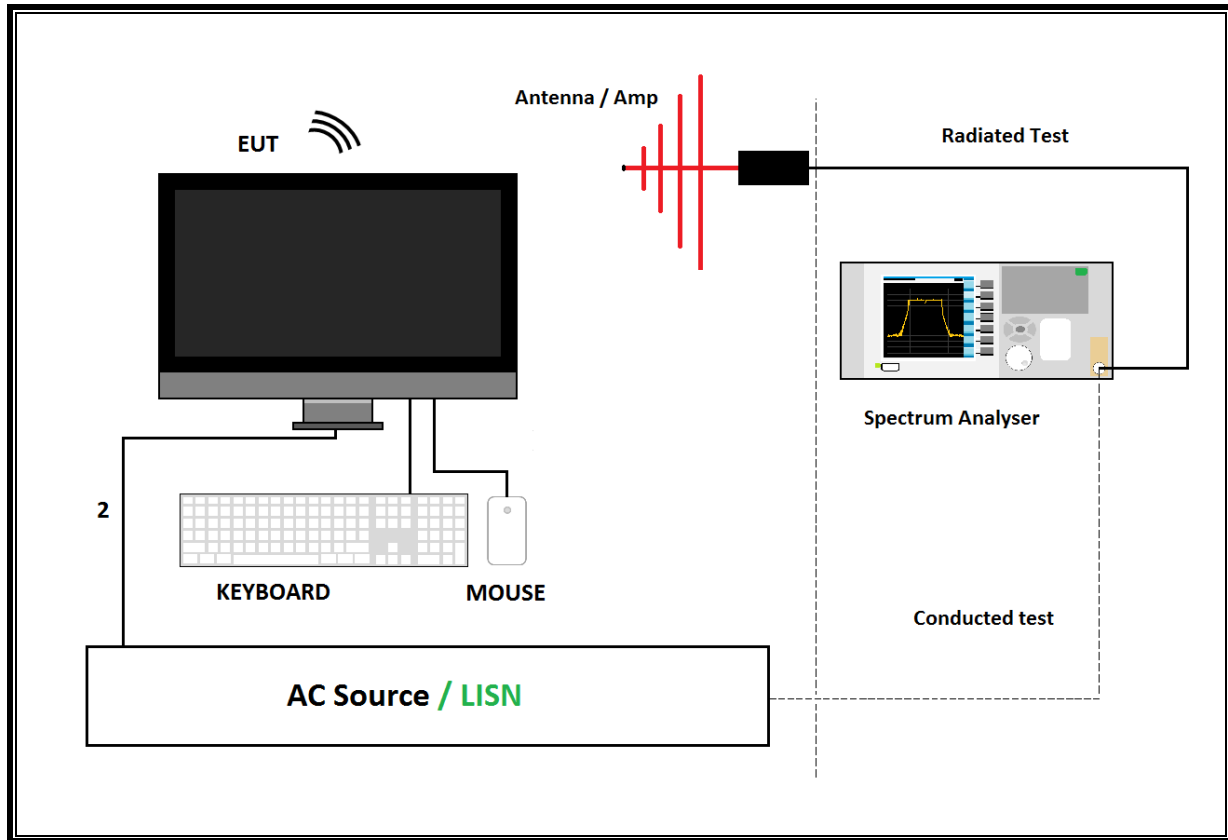 Antenna / Amp
EUT
Radiated Test
Spectrum Analyser
2
KEYBOARD
MOUSE
Conducted test
AC Source / LISN